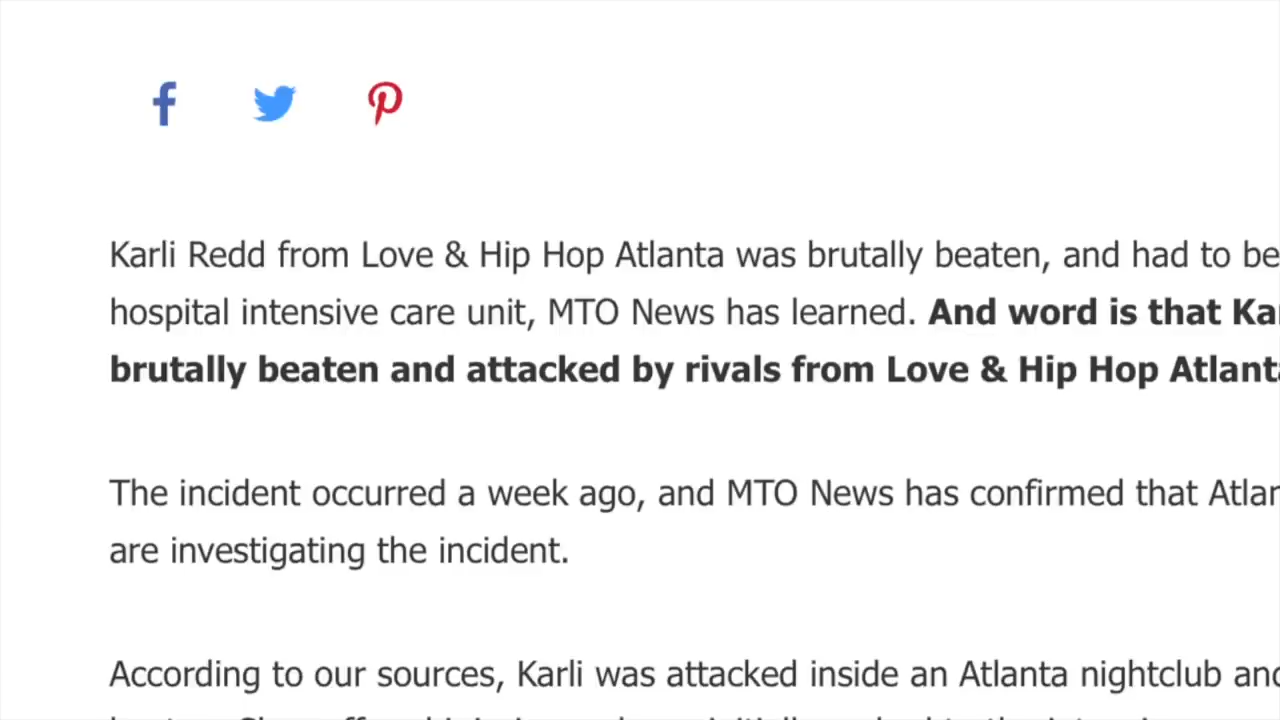 Karli Redd from Love & Hip Hop Atlanta was brutally beaten, and had to be
hospital intensive care unit, MTO News has learned. And word is that Kar
brutally beaten and attacked by rivals from Love & Hip Hop Atlanta
The incident occurred a week ago, and MTO News has confirmed that Atlan
are investigating the incident.
According to our sources, Karli was attacked inside an Atlanta nightclub and